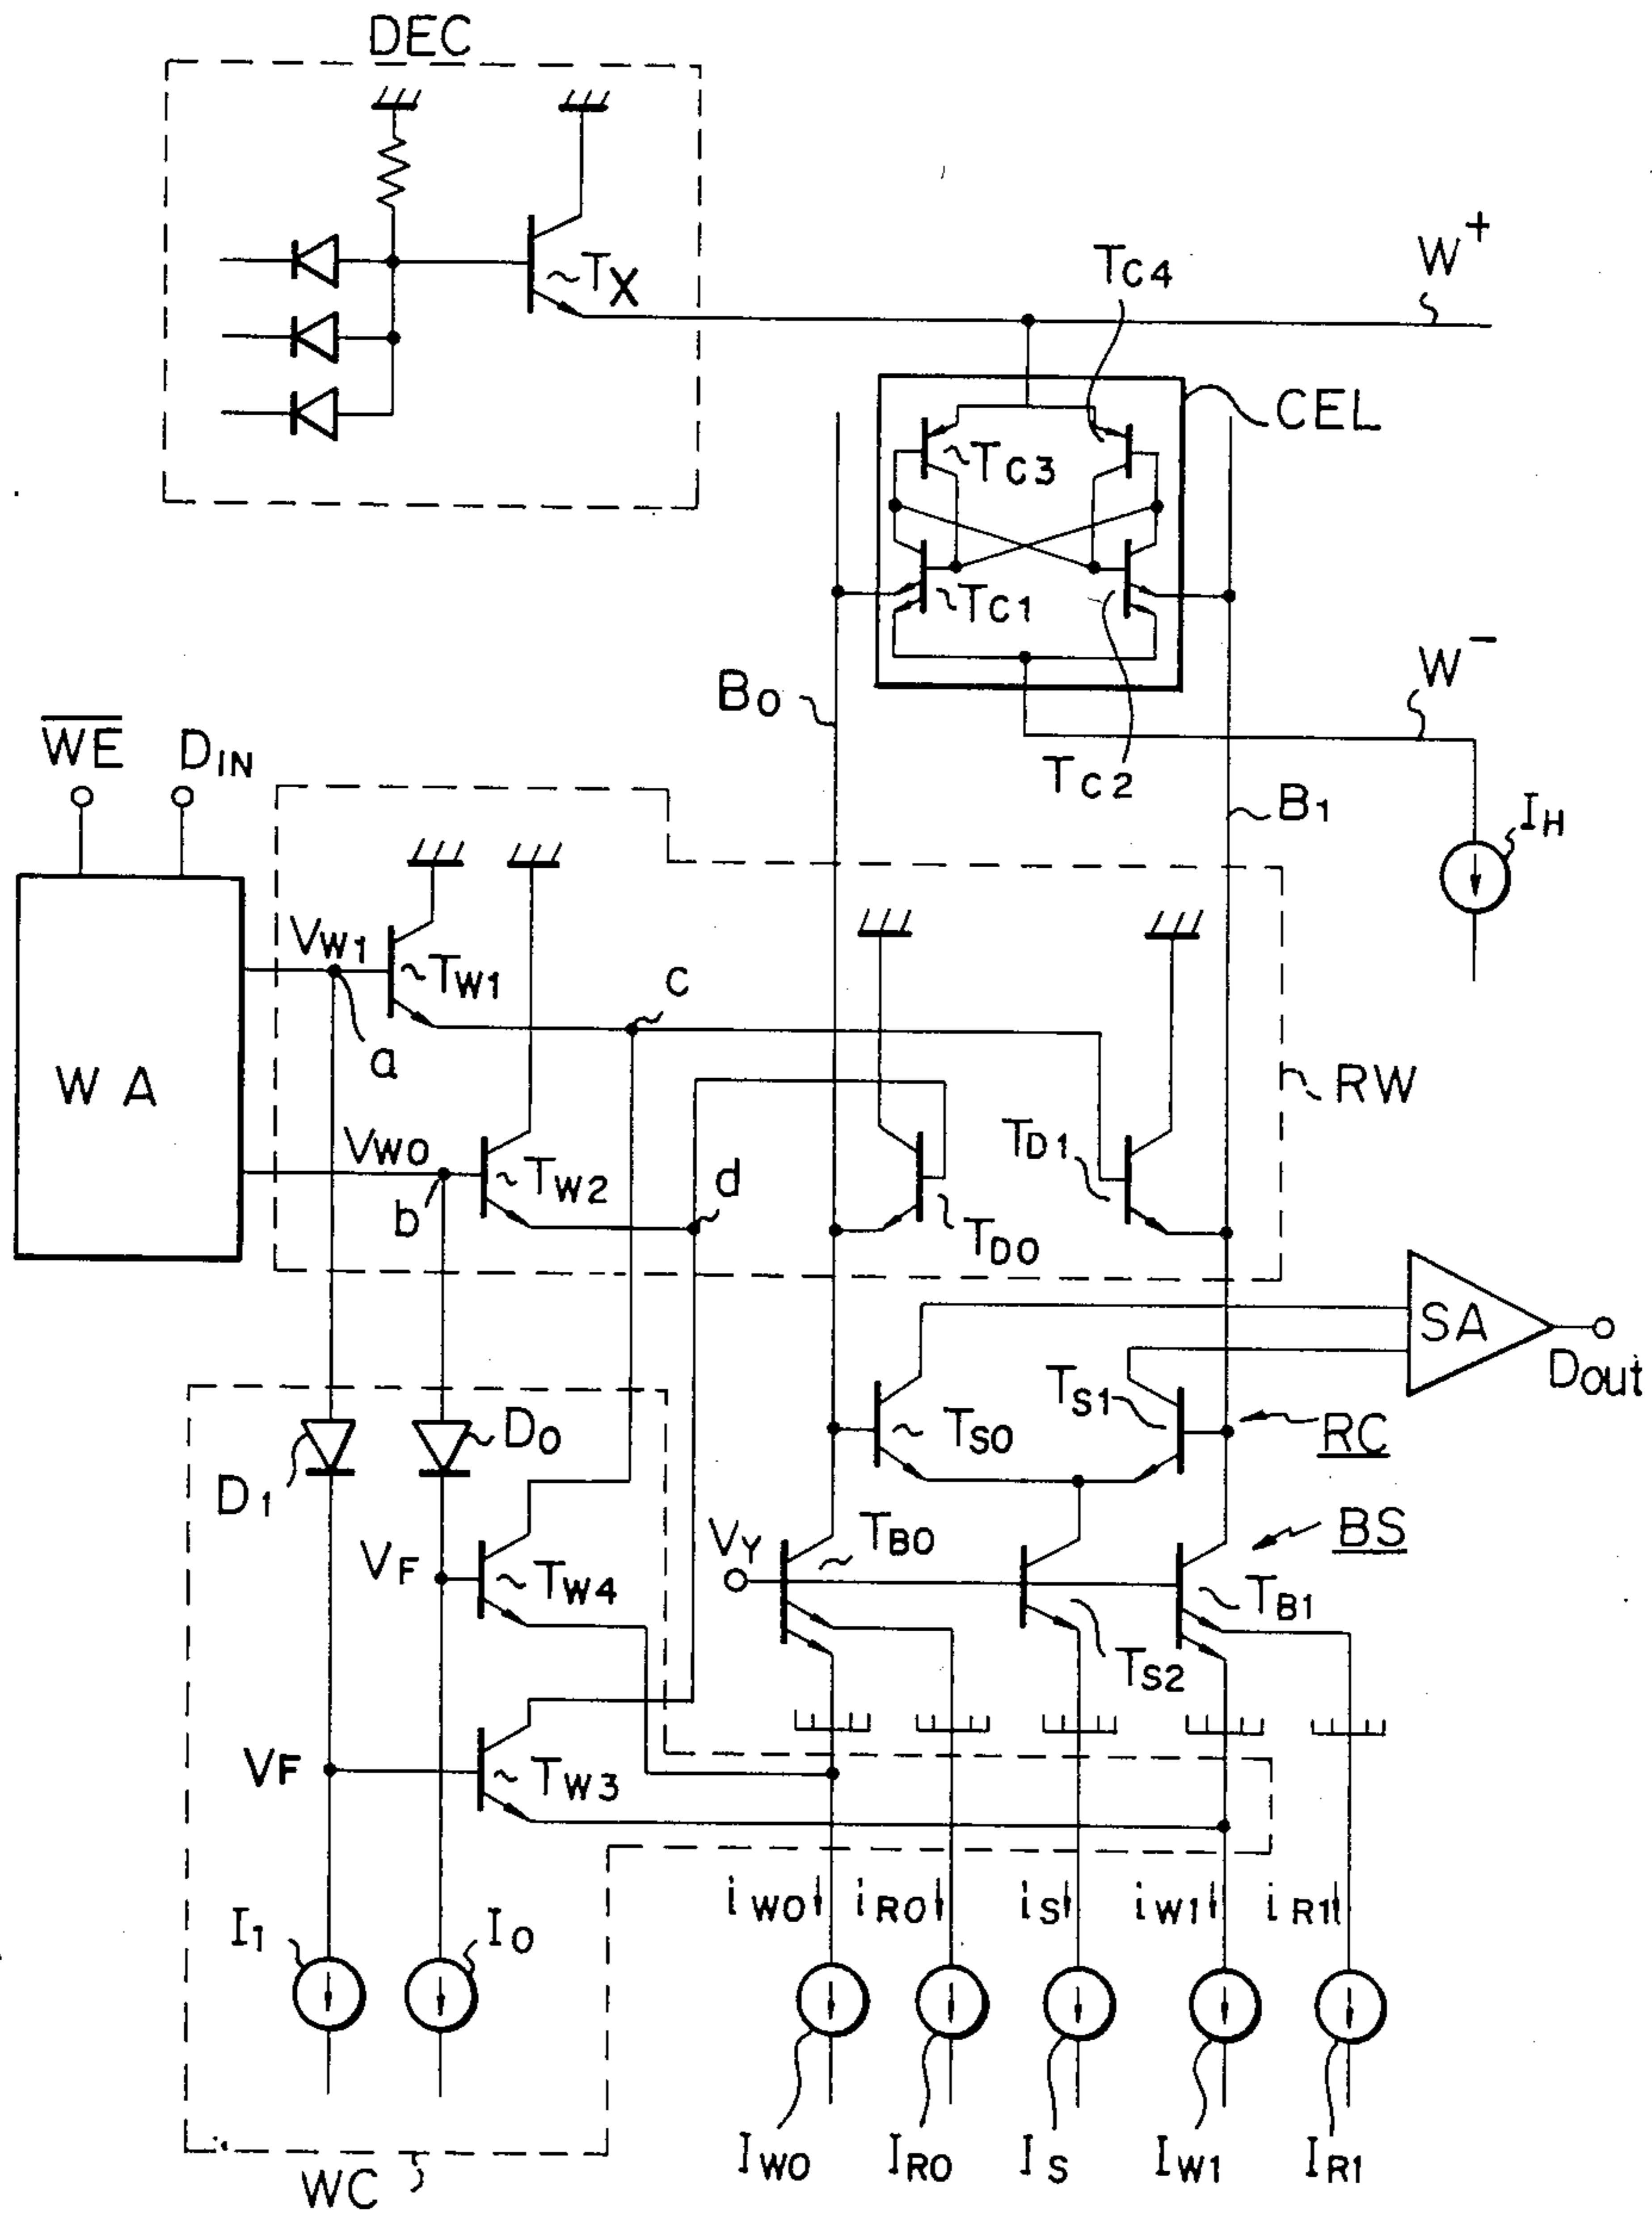 DEC
TX
W+
TC4
CEL
TC3
TC1
B0
W−
TC2
W̅E̅
DIN
B1
IH
VW1
TW1
c
a
WA
RW
VW0
TW2
TD1
d
b
TD0
SA
Dout
D1
D0
TS0
TS1
RC
VF
TW4
VY
TB0
BS
TB1
TS2
VF
TW3
iW0
iR0
iS
iW1
iR1
I1
I0
IW0
IR0
IS
IW1
IR1
WC